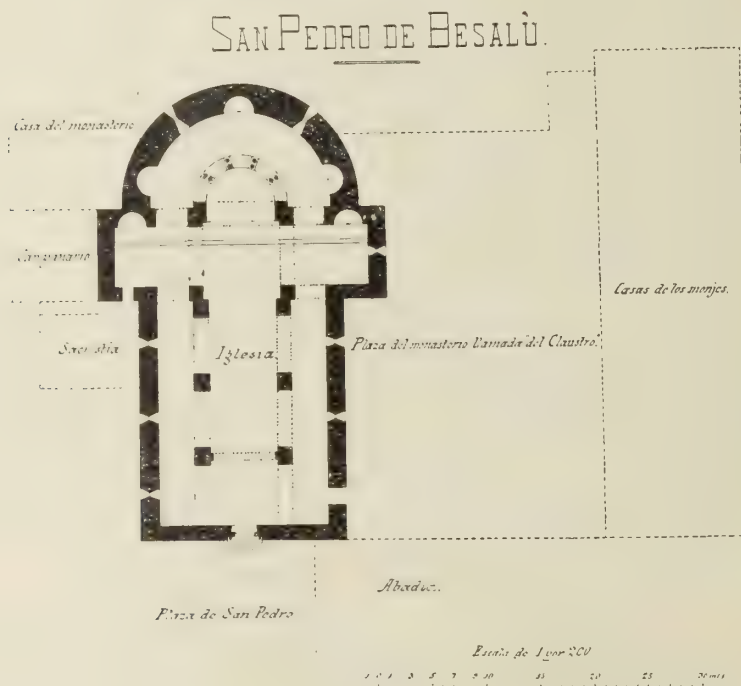 SAN PEDRO DE BESALÙ.
Casa del monasterio
Campanario
Casas de los monjes.
Sacristia
Iglesia
Plaza del monasterio llamada "del Claustro."
Abadia.
Plaza de San Pedro
Escala de 1 por 200